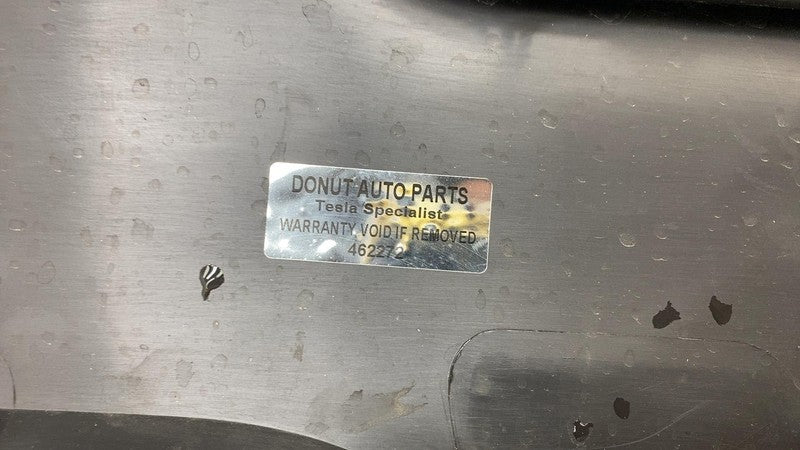 DONUT AUTO PARTS
Tesla Specialist
WARRANTY VOID IF REMOVED
462272